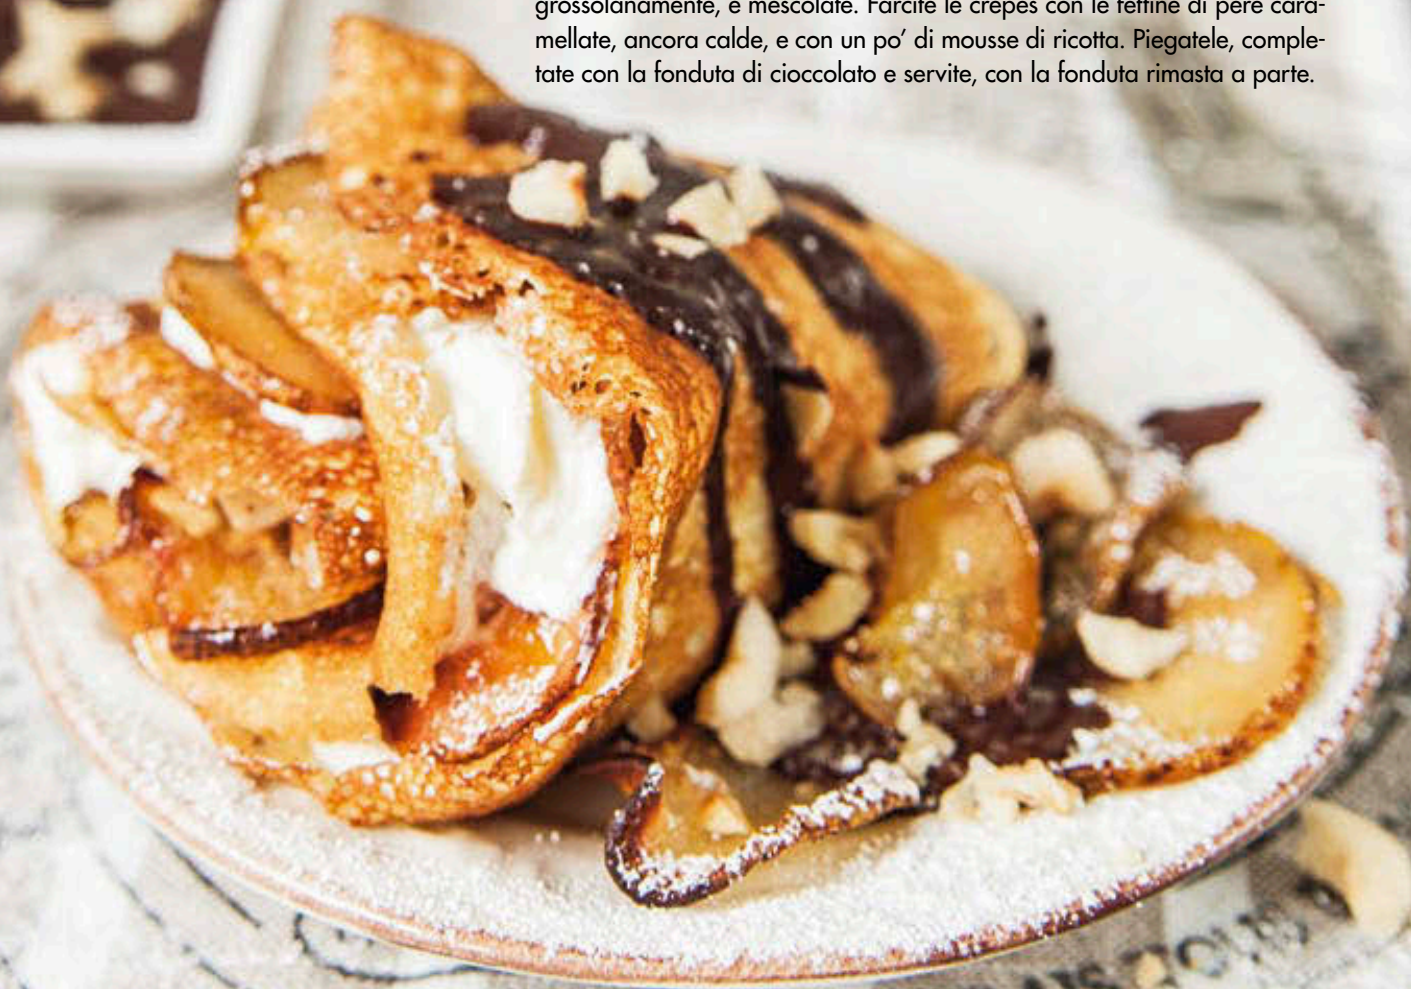 grossolanamente, e mescolate. Farcite le crêpes con le fettine di pere cara-
mellate, ancora calde, e con un po’ di mousse di ricotta. Piegatele, comple-
tate con la fonduta di cioccolato e servite, con la fonduta rimasta a parte.